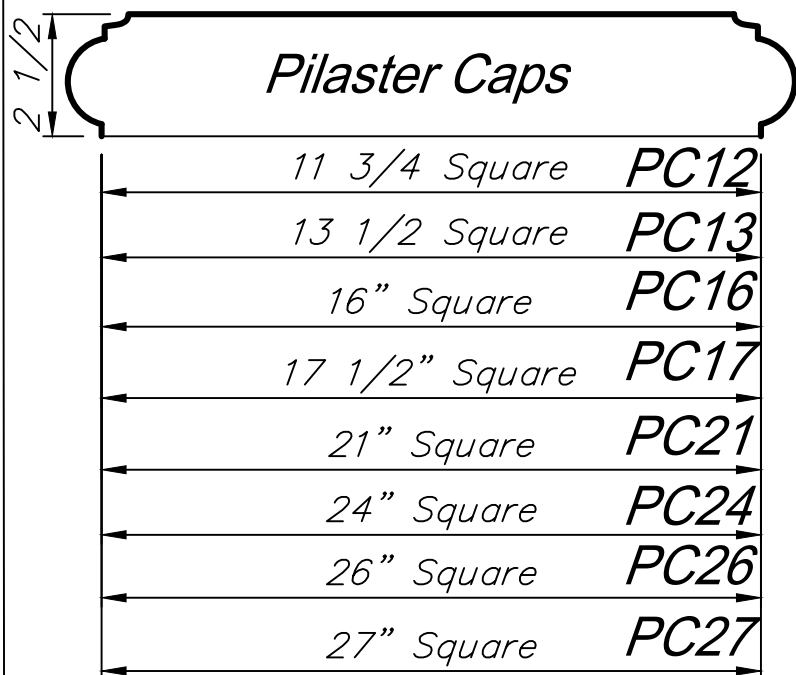 2 1/2
Pilaster Caps
11 3/4 Square PC12
13 1/2 Square PC13
16” Square PC16
17 1/2” Square PC17
21” Square PC21
24” Square PC24
26” Square PC26
27” Square PC27